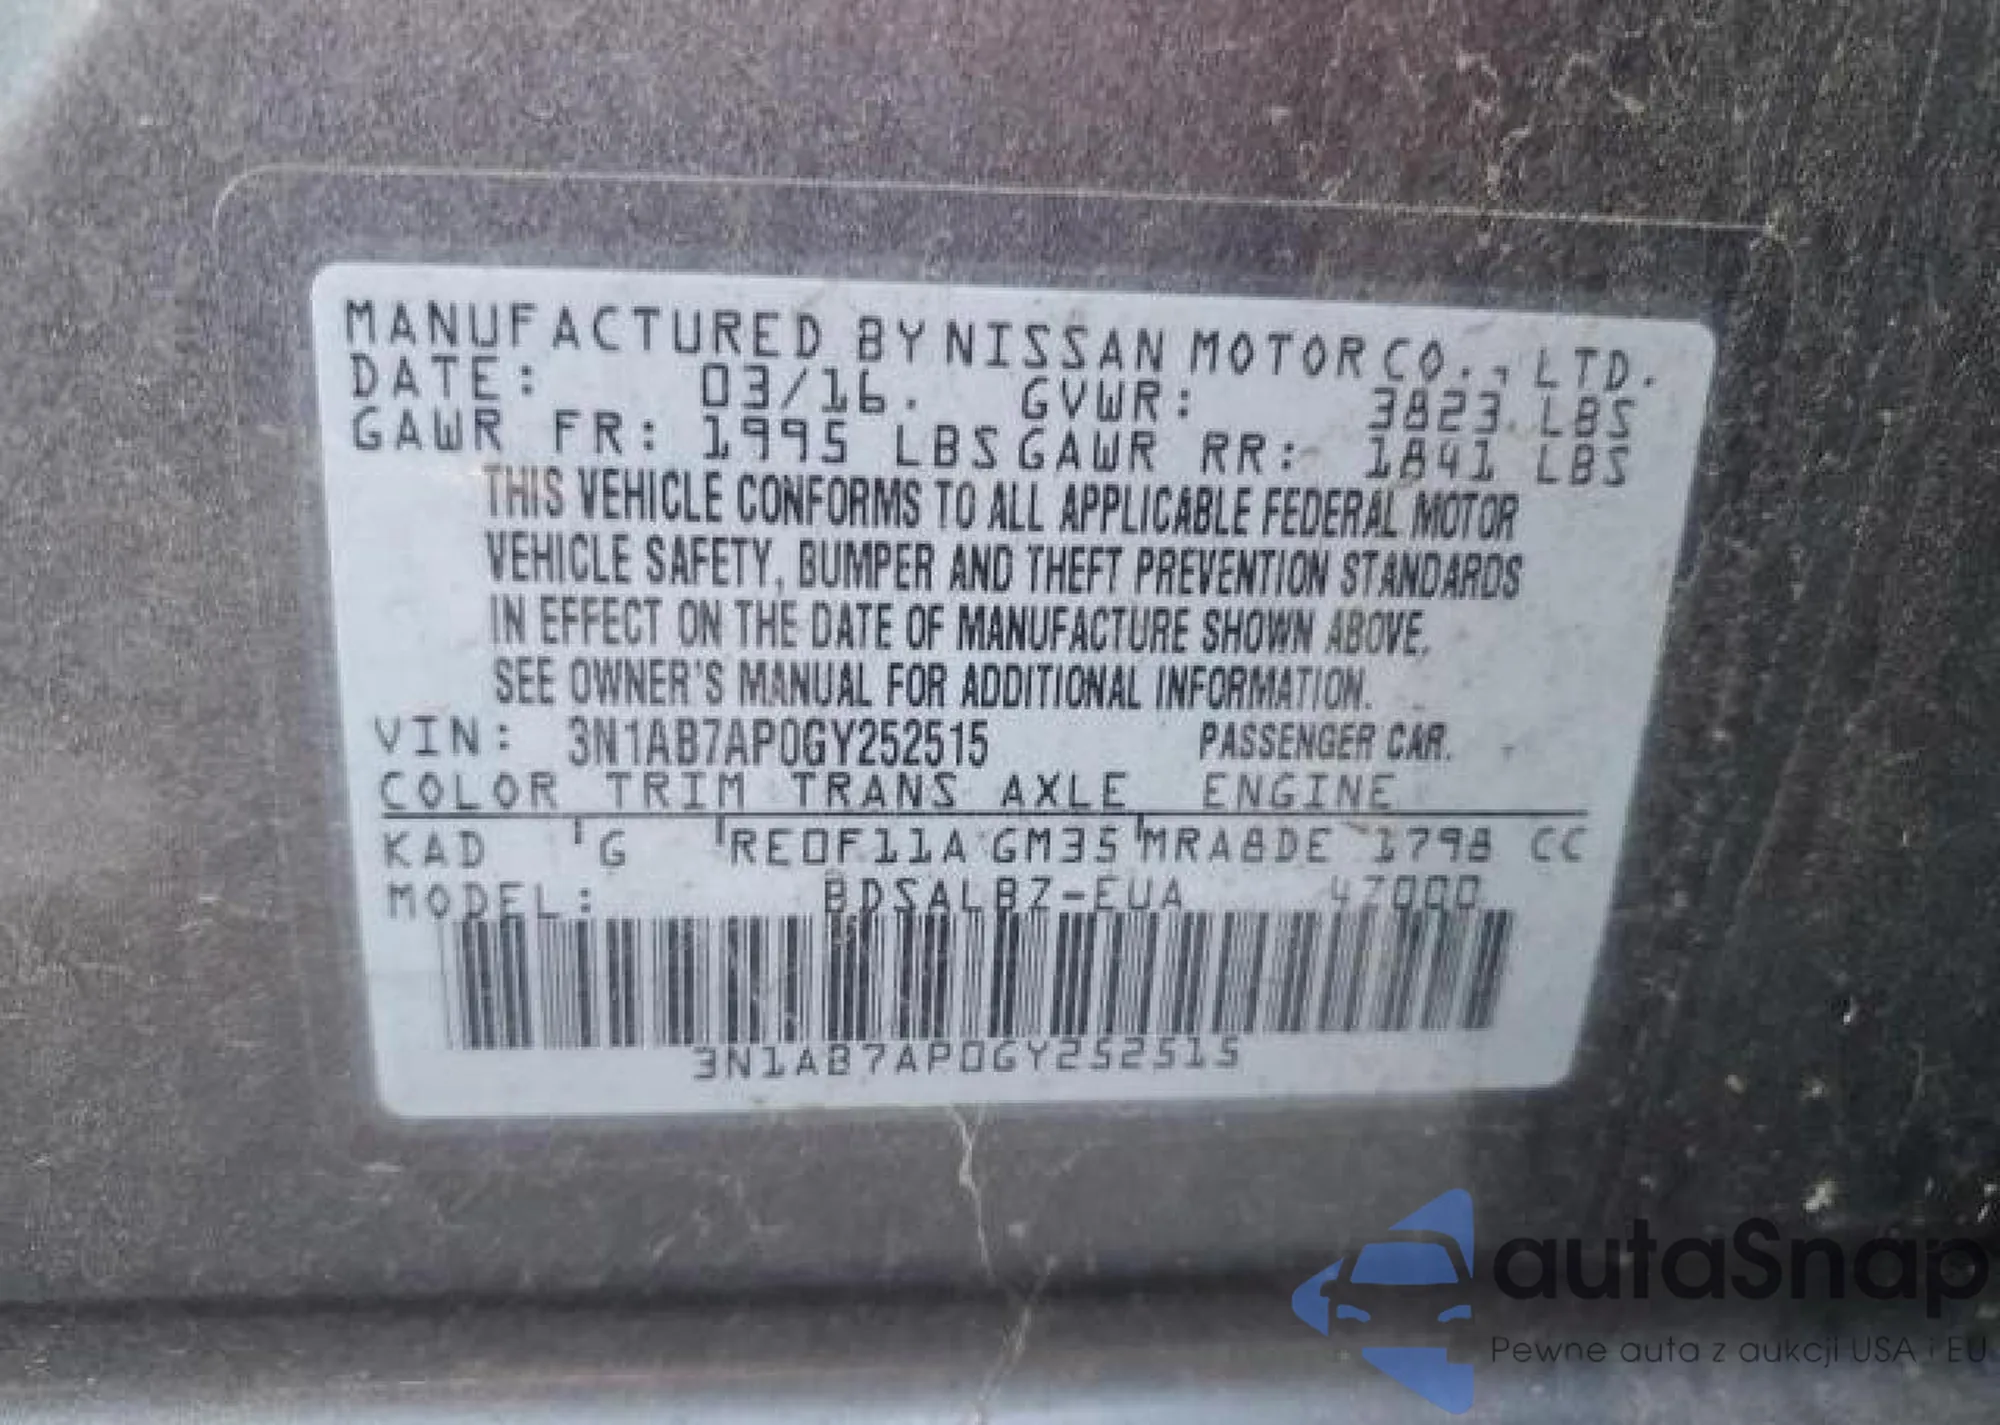 MANUFACTURED BY NISSAN MOTOR CO., LTD.
DATE: 03/16. GVWR: 3823 LBS
GAWR FR: 1995 LBS GAWR RR: 1841 LBS
THIS VEHICLE CONFORMS TO ALL APPLICABLE FEDERAL MOTOR
VEHICLE SAFETY, BUMPER AND THEFT PREVENTION STANDARDS
IN EFFECT ON THE DATE OF MANUFACTURE SHOWN ABOVE.
SEE OWNER'S MANUAL FOR ADDITIONAL INFORMATION.
VIN: 3N1AB7AP0GY252515 PASSENGER CAR.
COLOR TRIM TRANS AXLE ENGINE
KAD G RE0F11A GM35 MRA8DE 1798 CC
MODEL: BDSALBZ-EUA 47000
3N1AB7AP0GY252515
autaSnap
Pewne auta z aukcji USA i EU